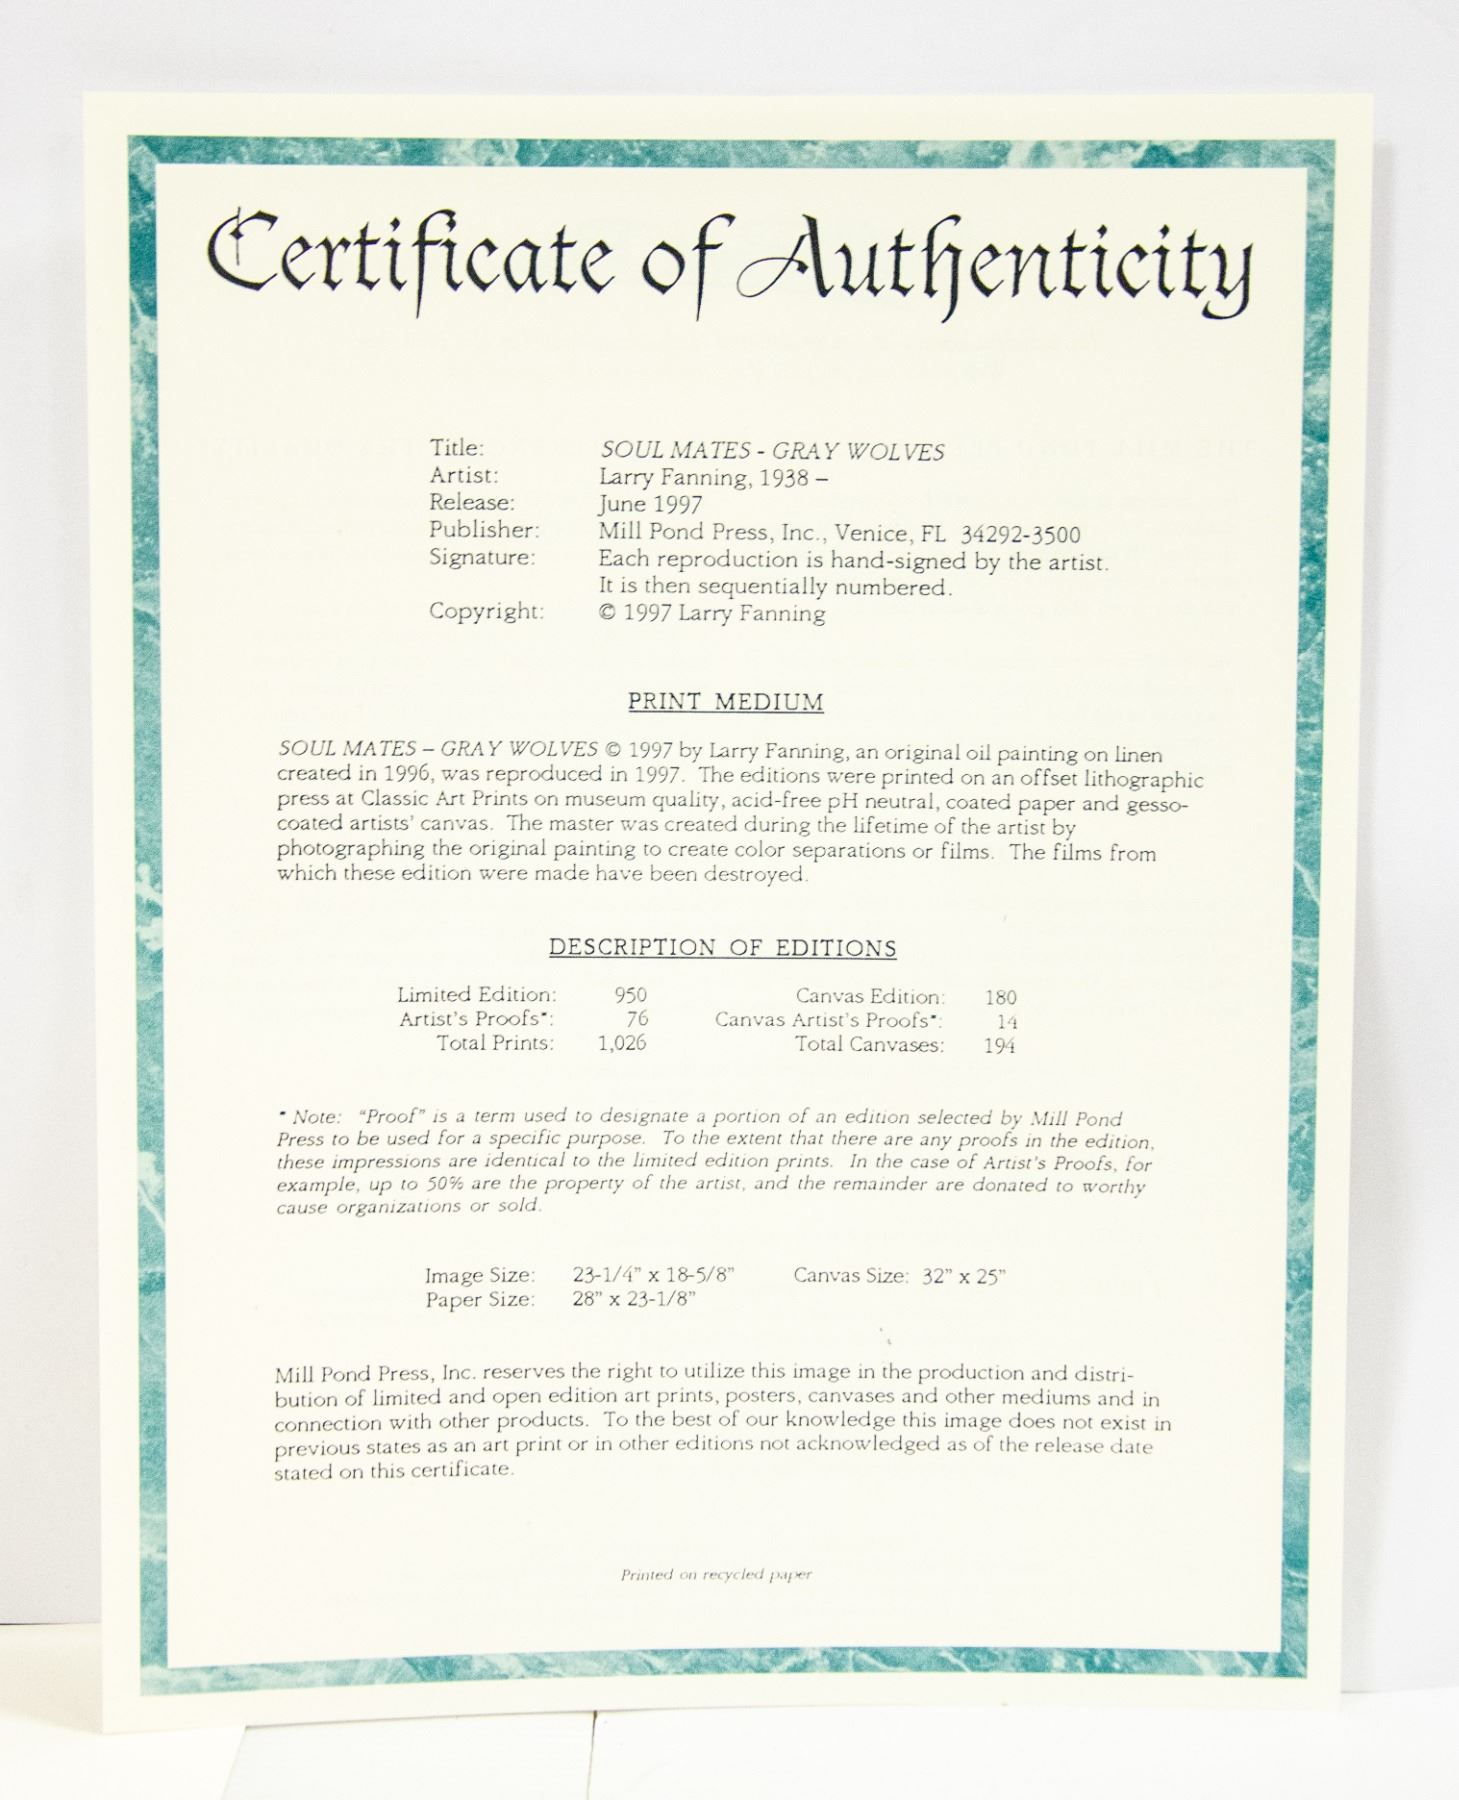 Certificate of Authenticity
Title: SOUL MATES - GRAY WOLVES
Artist: Larry Fanning, 1938 –
Release: June 1997
Publisher: Mill Pond Press, Inc., Venice, FL 34292-3500
Signature: Each reproduction is hand-signed by the artist.
It is then sequentially numbered.
Copyright: © 1997 Larry Fanning
PRINT MEDIUM
SOUL MATES – GRAY WOLVES © 1997 by Larry Fanning, an original oil painting on linen
created in 1996, was reproduced in 1997. The editions were printed on an offset lithographic
press at Classic Art Prints on museum quality, acid-free pH neutral, coated paper and gesso-
coated artists' canvas. The master was created during the lifetime of the artist by
photographing the original painting to create color separations or films. The films from
which these edition were made have been destroyed.
DESCRIPTION OF EDITIONS
Limited Edition: 950 Canvas Edition: 180
Artist's Proofs*: 76 Canvas Artist's Proofs*: 14
Total Prints: 1,026 Total Canvases: 194
* Note: "Proof" is a term used to designate a portion of an edition selected by Mill Pond
Press to be used for a specific purpose. To the extent that there are any proofs in the edition,
these impressions are identical to the limited edition prints. In the case of Artist's Proofs, for
example, up to 50% are the property of the artist, and the remainder are donated to worthy
cause organizations or sold.
Image Size: 23-1/4" x 18-5/8" Canvas Size: 32" x 25"
Paper Size: 28" x 23-1/8"
Mill Pond Press, Inc. reserves the right to utilize this image in the production and distri-
bution of limited and open edition art prints, posters, canvases and other mediums and in
connection with other products. To the best of our knowledge this image does not exist in
previous states as an art print or in other editions not acknowledged as of the release date
stated on this certificate.
Printed on recycled paper